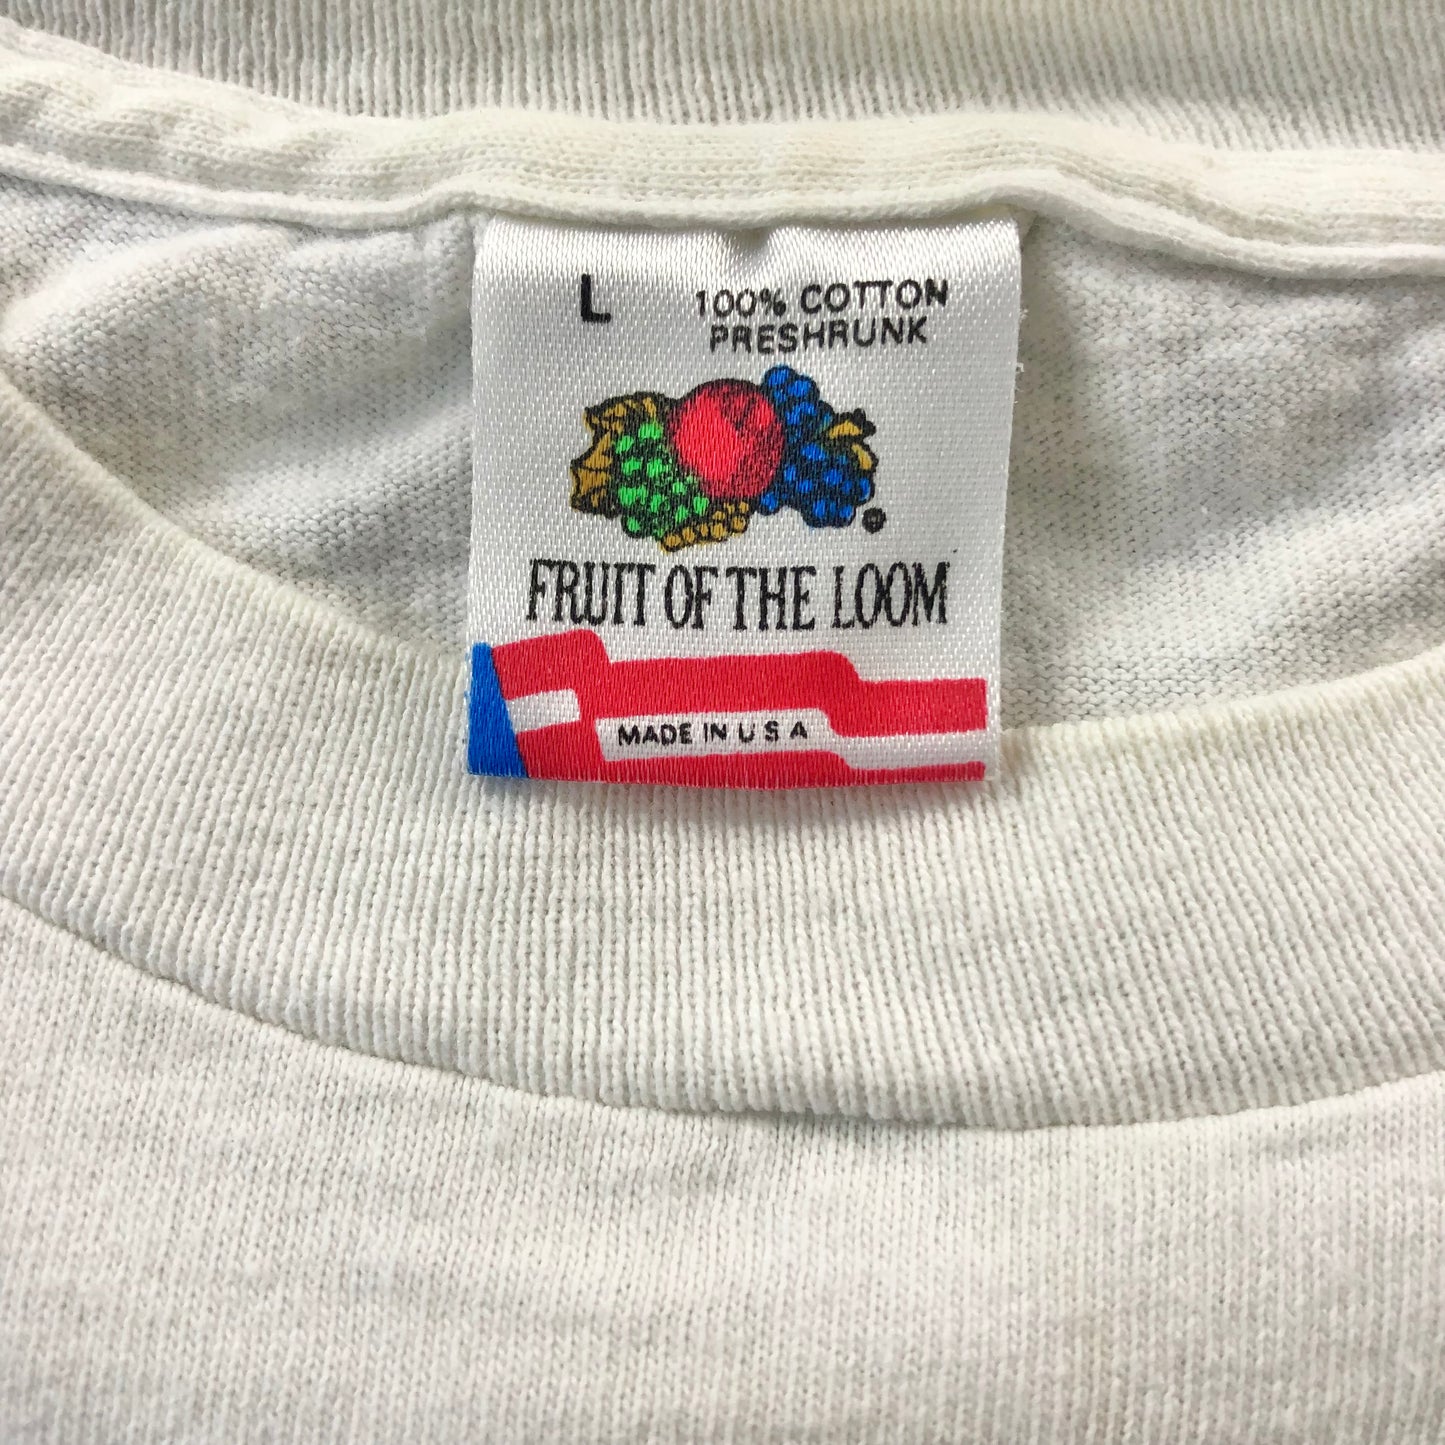 L
100% COTTON
PRESHRUNK
®
FRUIT OF THE LOOM
MADE IN U S A